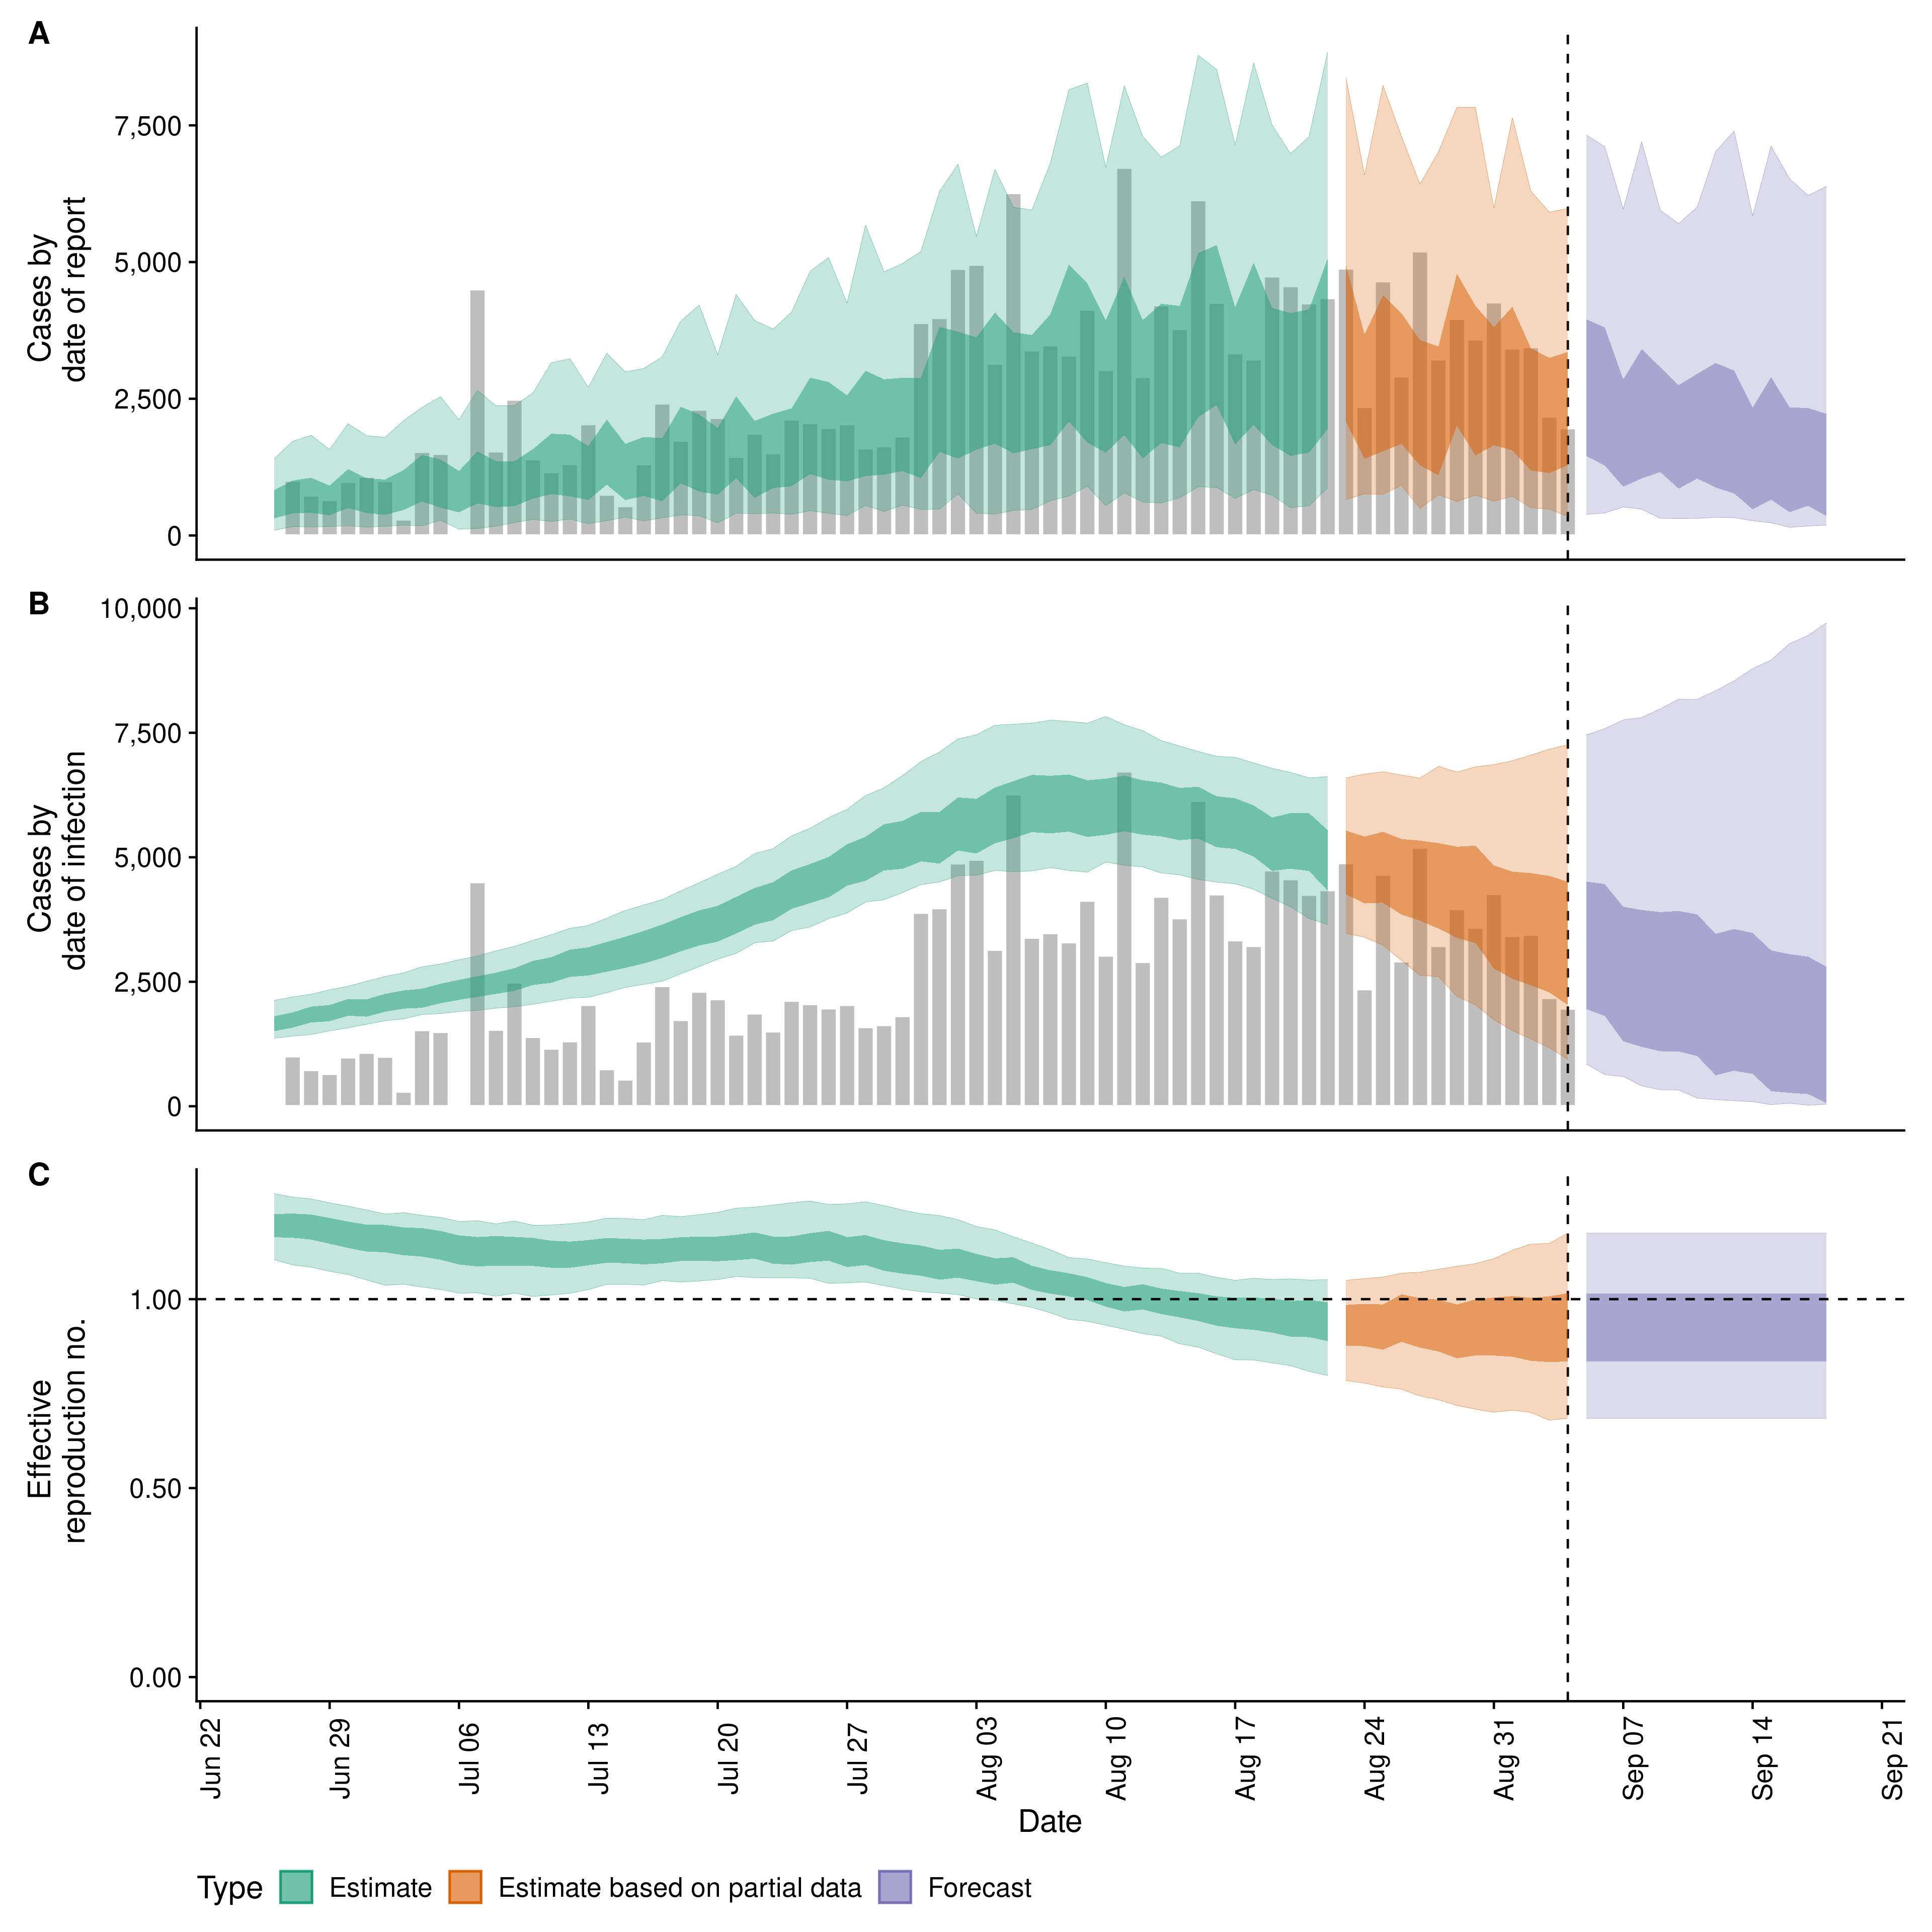 A
Cases by
date of report
7,500
5,000
2,500
0
B
Cases by
date of infection
10,000
7,500
5,000
2,500
0
C
Effective
reproduction no.
1.00
0.50
0.00
Jun 22
Jun 29
Jul 06
Jul 13
Jul 20
Jul 27
Aug 03
Aug 10
Aug 17
Aug 24
Aug 31
Sep 07
Sep 14
Sep 21
Date
Type Estimate Estimate based on partial data Forecast